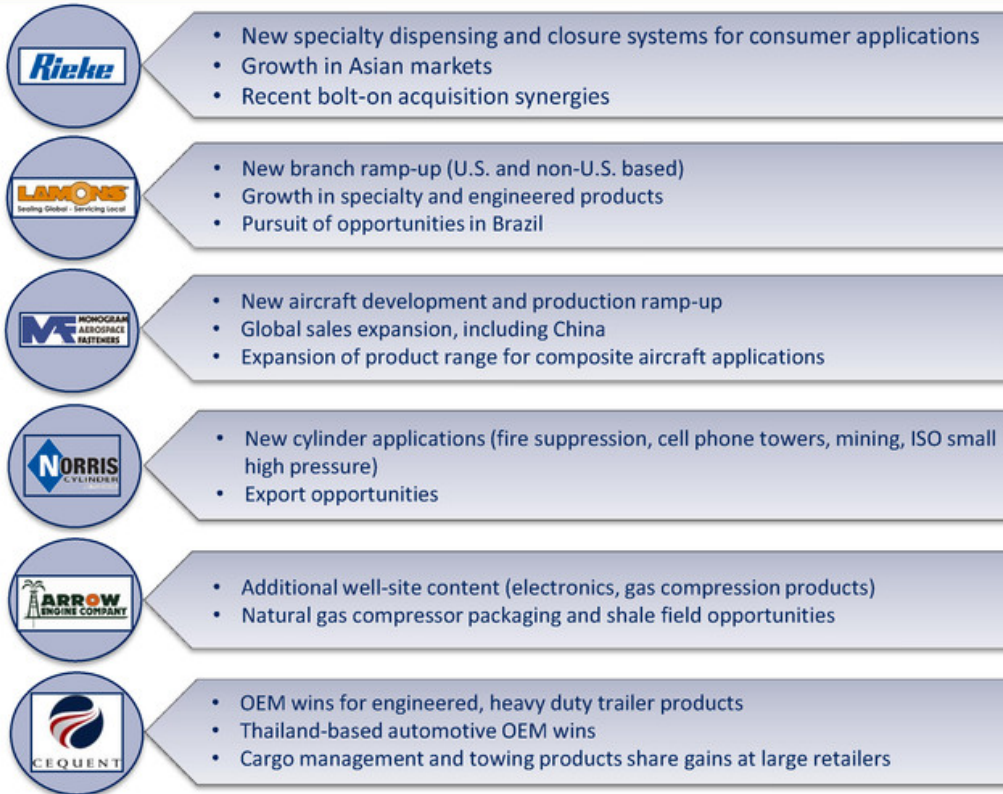 Rieke
• New specialty dispensing and closure systems for consumer applications
• Growth in Asian markets
• Recent bolt-on acquisition synergies
LAMONS
Sealing Global - Servicing Local
• New branch ramp-up (U.S. and non-U.S. based)
• Growth in specialty and engineered products
• Pursuit of opportunities in Brazil
MONOGRAM
AEROSPACE
FASTENERS
• New aircraft development and production ramp-up
• Global sales expansion, including China
• Expansion of product range for composite aircraft applications
NORRIS
CYLINDER
• New cylinder applications (fire suppression, cell phone towers, mining, ISO small
high pressure)
• Export opportunities
ARROW
ENGINE COMPANY
• Additional well-site content (electronics, gas compression products)
• Natural gas compressor packaging and shale field opportunities
CEQUENT
• OEM wins for engineered, heavy duty trailer products
• Thailand-based automotive OEM wins
• Cargo management and towing products share gains at large retailers